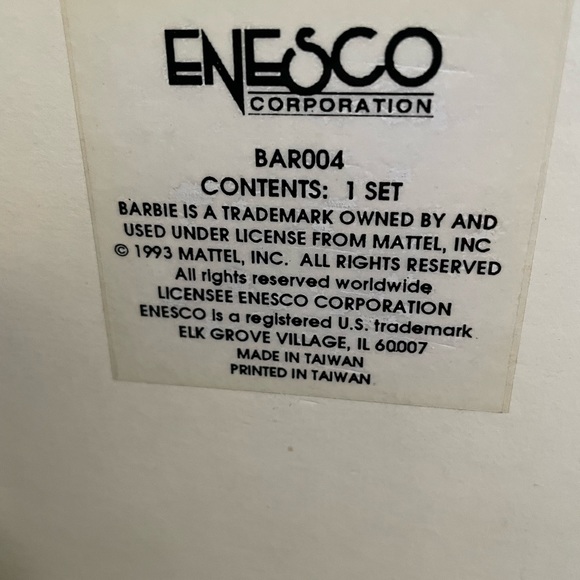 ENESCO
CORPORATION
BAR004
CONTENTS: 1 SET
BARBIE IS A TRADEMARK OWNED BY AND
USED UNDER LICENSE FROM MATTEL, INC
© 1993 MATTEL, INC. ALL RIGHTS RESERVED
All rights reserved worldwide
LICENSEE ENESCO CORPORATION
ENESCO is a registered U.S. trademark
ELK GROVE VILLAGE, IL 60007
MADE IN TAIWAN
PRINTED IN TAIWAN